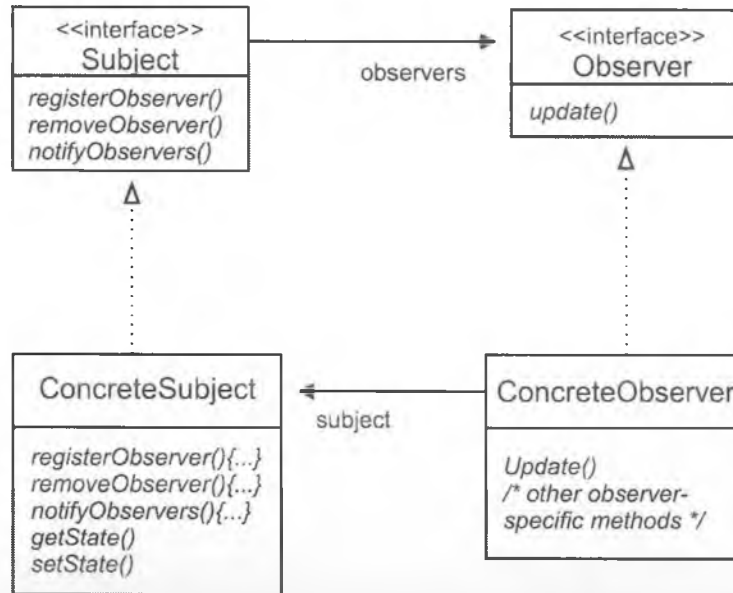 <<interface>>
Subject
registerObserver()
removeObserver()
notifyObservers()
observers
<<interface>>
Observer
update()
ConcreteSubject
registerObserver(){...}
removeObserver(){...}
notifyObservers(){...}
getState()
setState()
subject
ConcreteObserver
Update()
/* other observer-
specific methods */